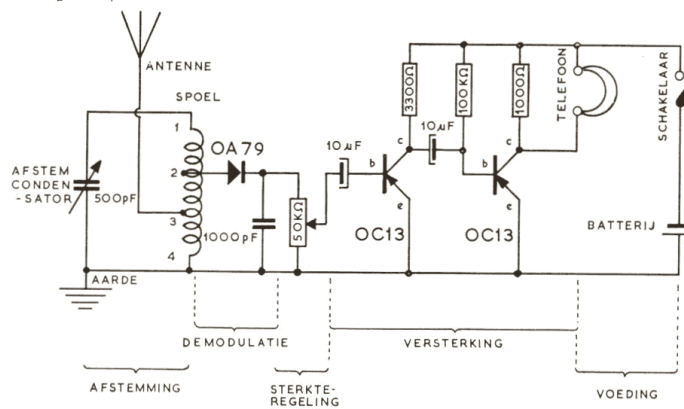 ANTENNE
SPOEL
1
OA79
2
AFSTEM
CONDEN
-SATOR
500pF
3
1000pF
50KΩ
4
AARDE
10µF
b
c
e
OC13
3300Ω
10µF
100KΩ
1000Ω
b
c
e
OC13
TELEFOON
SCHAKELAAR
BATTERIJ
DEMODULATIE
VERSTERKING
AFSTEMMING
STERKTE-
REGELING
VOEDING